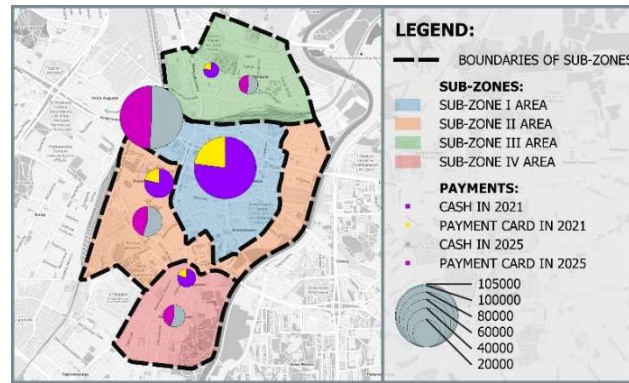 LEGEND:
BOUNDARIES OF SUB-ZONES
SUB-ZONES:
SUB-ZONE I AREA
SUB-ZONE II AREA
SUB-ZONE III AREA
SUB-ZONE IV AREA
PAYMENTS:
CASH IN 2021
PAYMENT CARD IN 2021
CASH IN 2025
PAYMENT CARD IN 2025
105000
100000
80000
60000
40000
20000